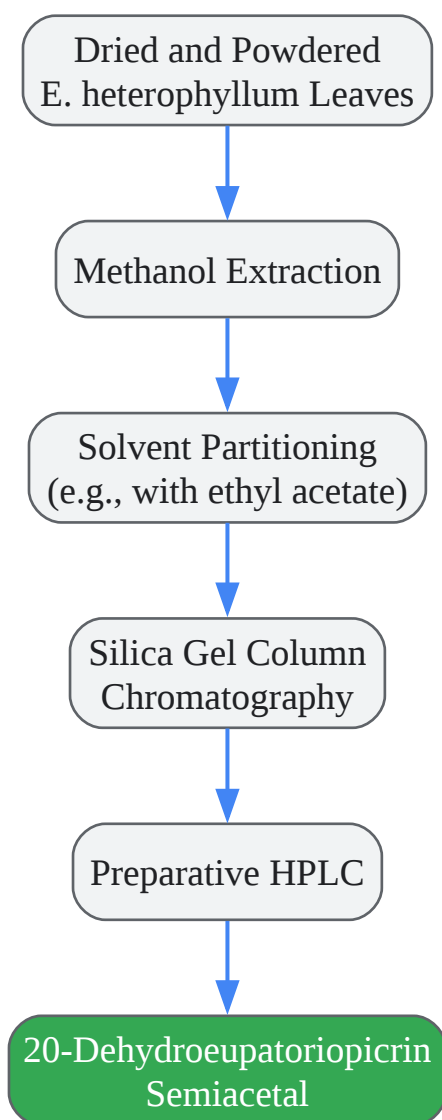 Dried and Powdered
E. heterophyllum Leaves
Methanol Extraction
Solvent Partitioning
(e.g., with ethyl acetate)
Silica Gel Column
Chromatography
Preparative HPLC
20-Dehydroeupatoriopicrin
Semiacetal